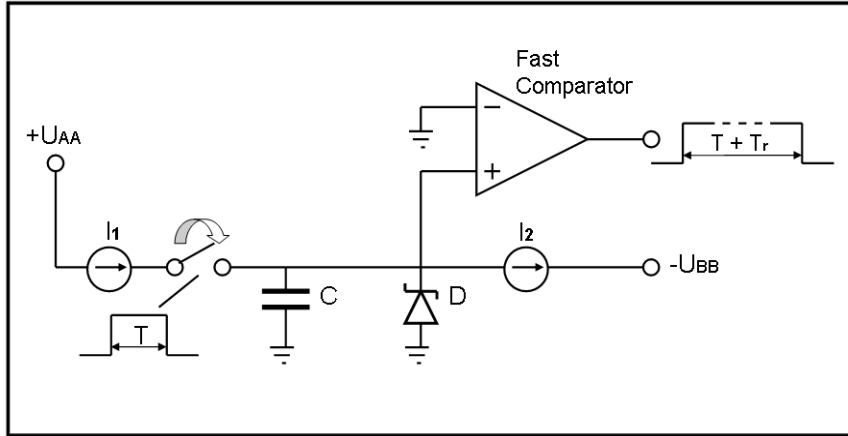 Fast
Comparator
−
+
T + Tr
+UAA
I1
I2
-UBB
C
D
T